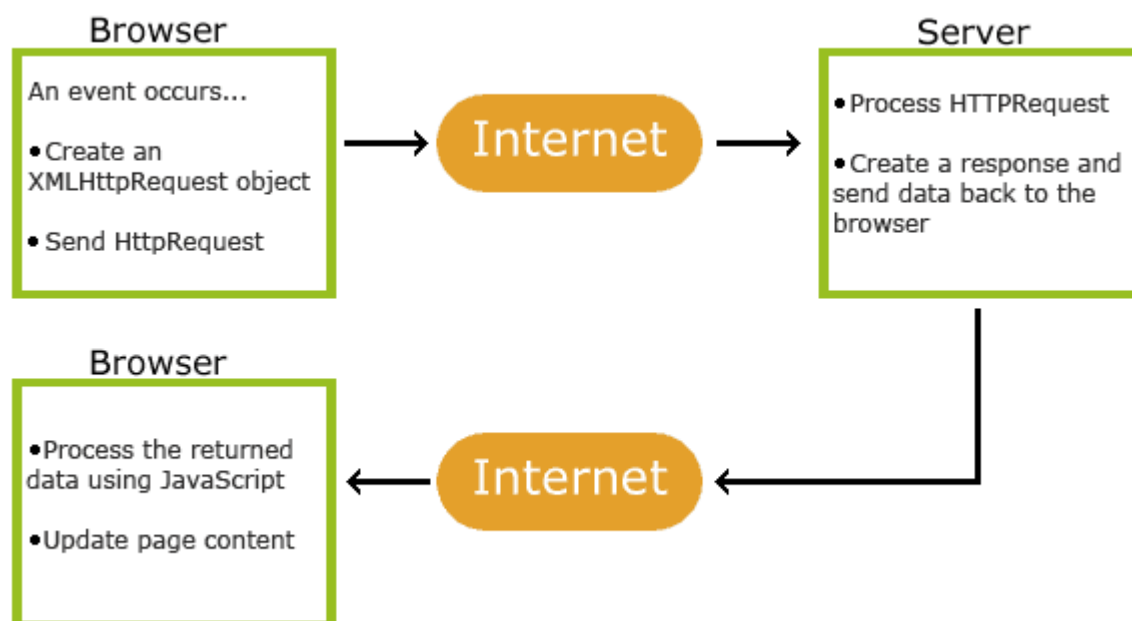 Browser
An event occurs...
•Create an
XMLHttpRequest object
• Send HttpRequest
Internet
Server
•Process HTTPRequest
•Create a response and
send data back to the
browser
Browser
•Process the returned
data using JavaScript
•Update page content
Internet